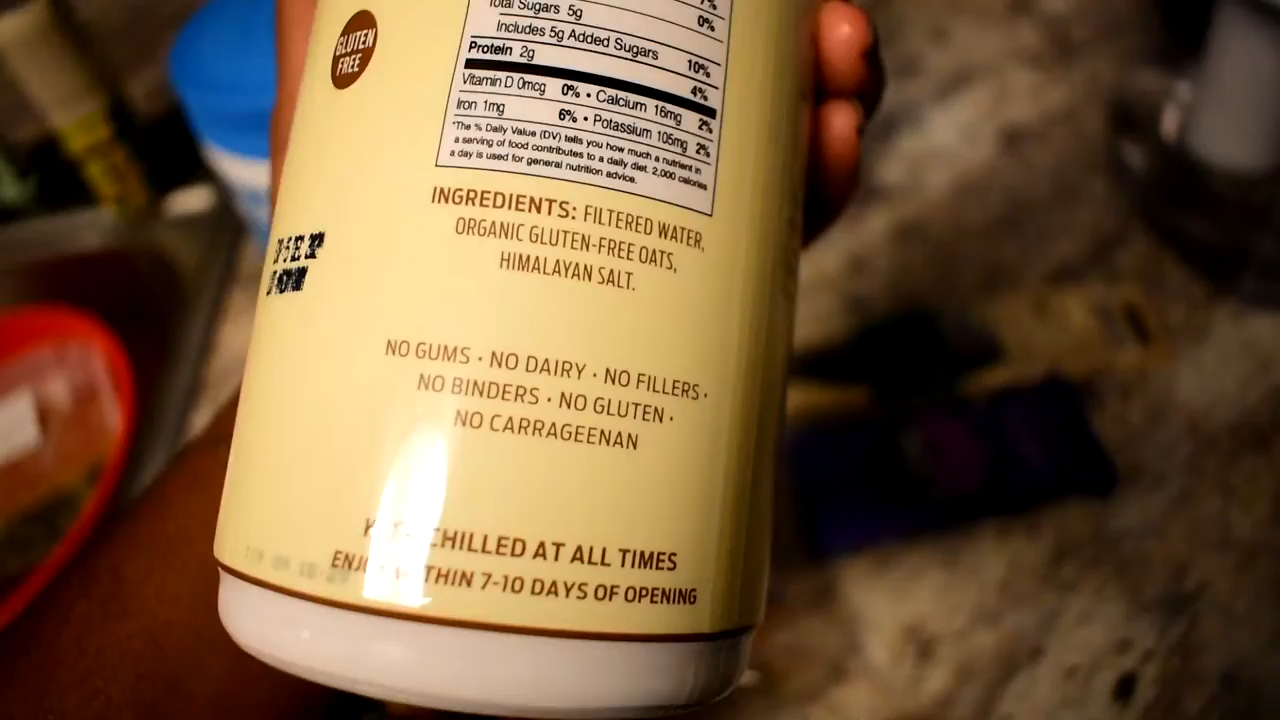 GLUTEN
FREE
Total Sugars 5g 0%
Includes 5g Added Sugars 10%
Protein 2g 4%
Vitamin D 0mcg 0% • Calcium 16mg 2%
Iron 1mg 6% • Potassium 105mg 2%
*The % Daily Value (DV) tells you how much a nutrient in
a serving of food contributes to a daily diet. 2,000 calories
a day is used for general nutrition advice.
INGREDIENTS: FILTERED WATER,
ORGANIC GLUTEN-FREE OATS,
HIMALAYAN SALT.
NO GUMS • NO DAIRY • NO FILLERS •
NO BINDERS • NO GLUTEN •
NO CARRAGEENAN
CHILLED AT ALL TIMES
7-10 DAYS OF OPENING